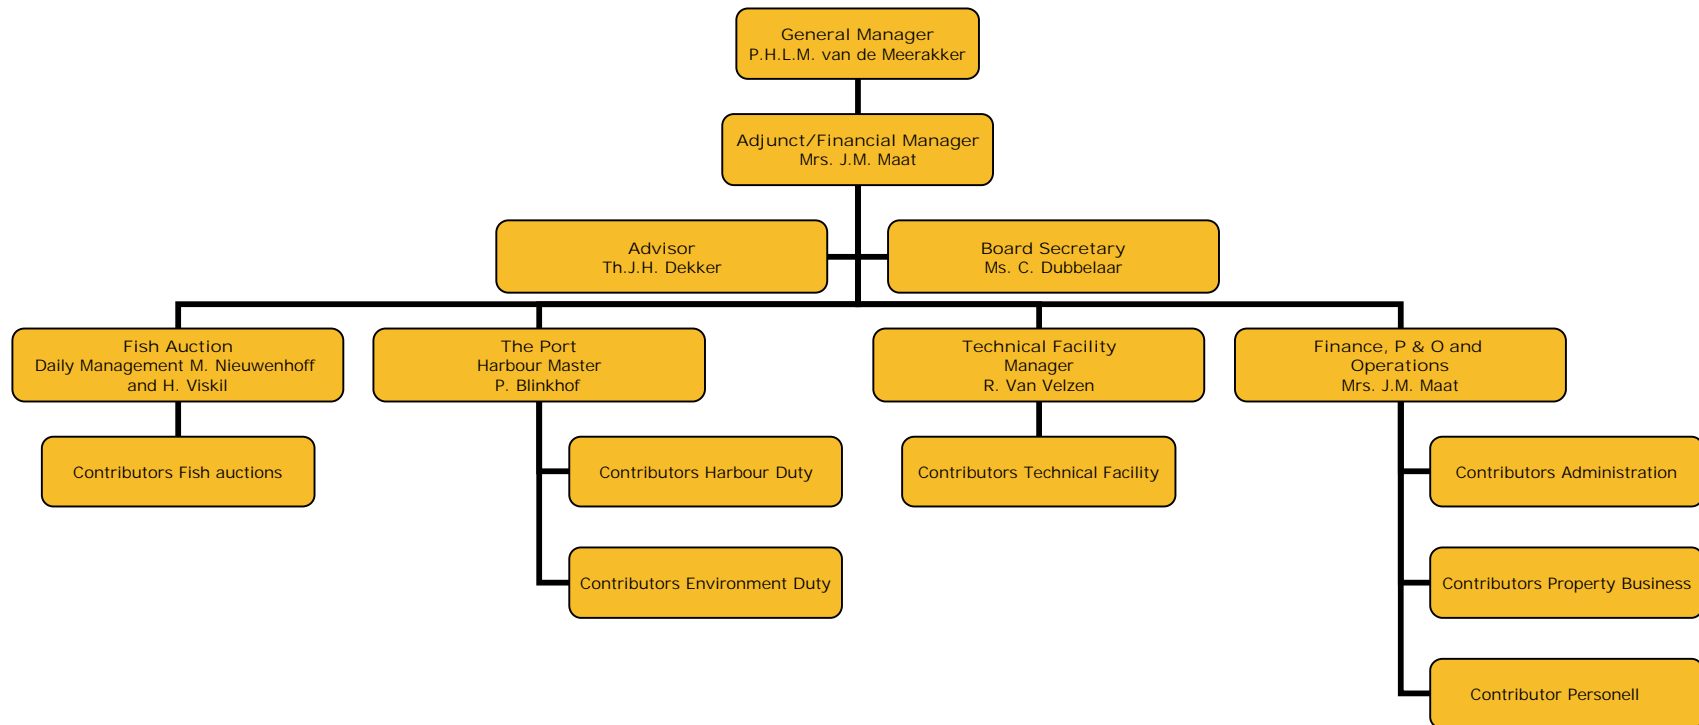 General Manager
P.H.L.M. van de Meerakker
Adjunct/Financial Manager
Mrs. J.M. Maat
Advisor
Th.J.H. Dekker
Board Secretary
Ms. C. Dubbelaar
Fish Auction
Daily Management M. Nieuwenhoff
and H. Viskil
The Port
Harbour Master
P. Blinkhof
Technical Facility
Manager
R. Van Velzen
Finance, P & O and
Operations
Mrs. J.M. Maat
Contributors Fish auctions
Contributors Harbour Duty
Contributors Technical Facility
Contributors Administration
Contributors Environment Duty
Contributors Property Business
Contributor Personell